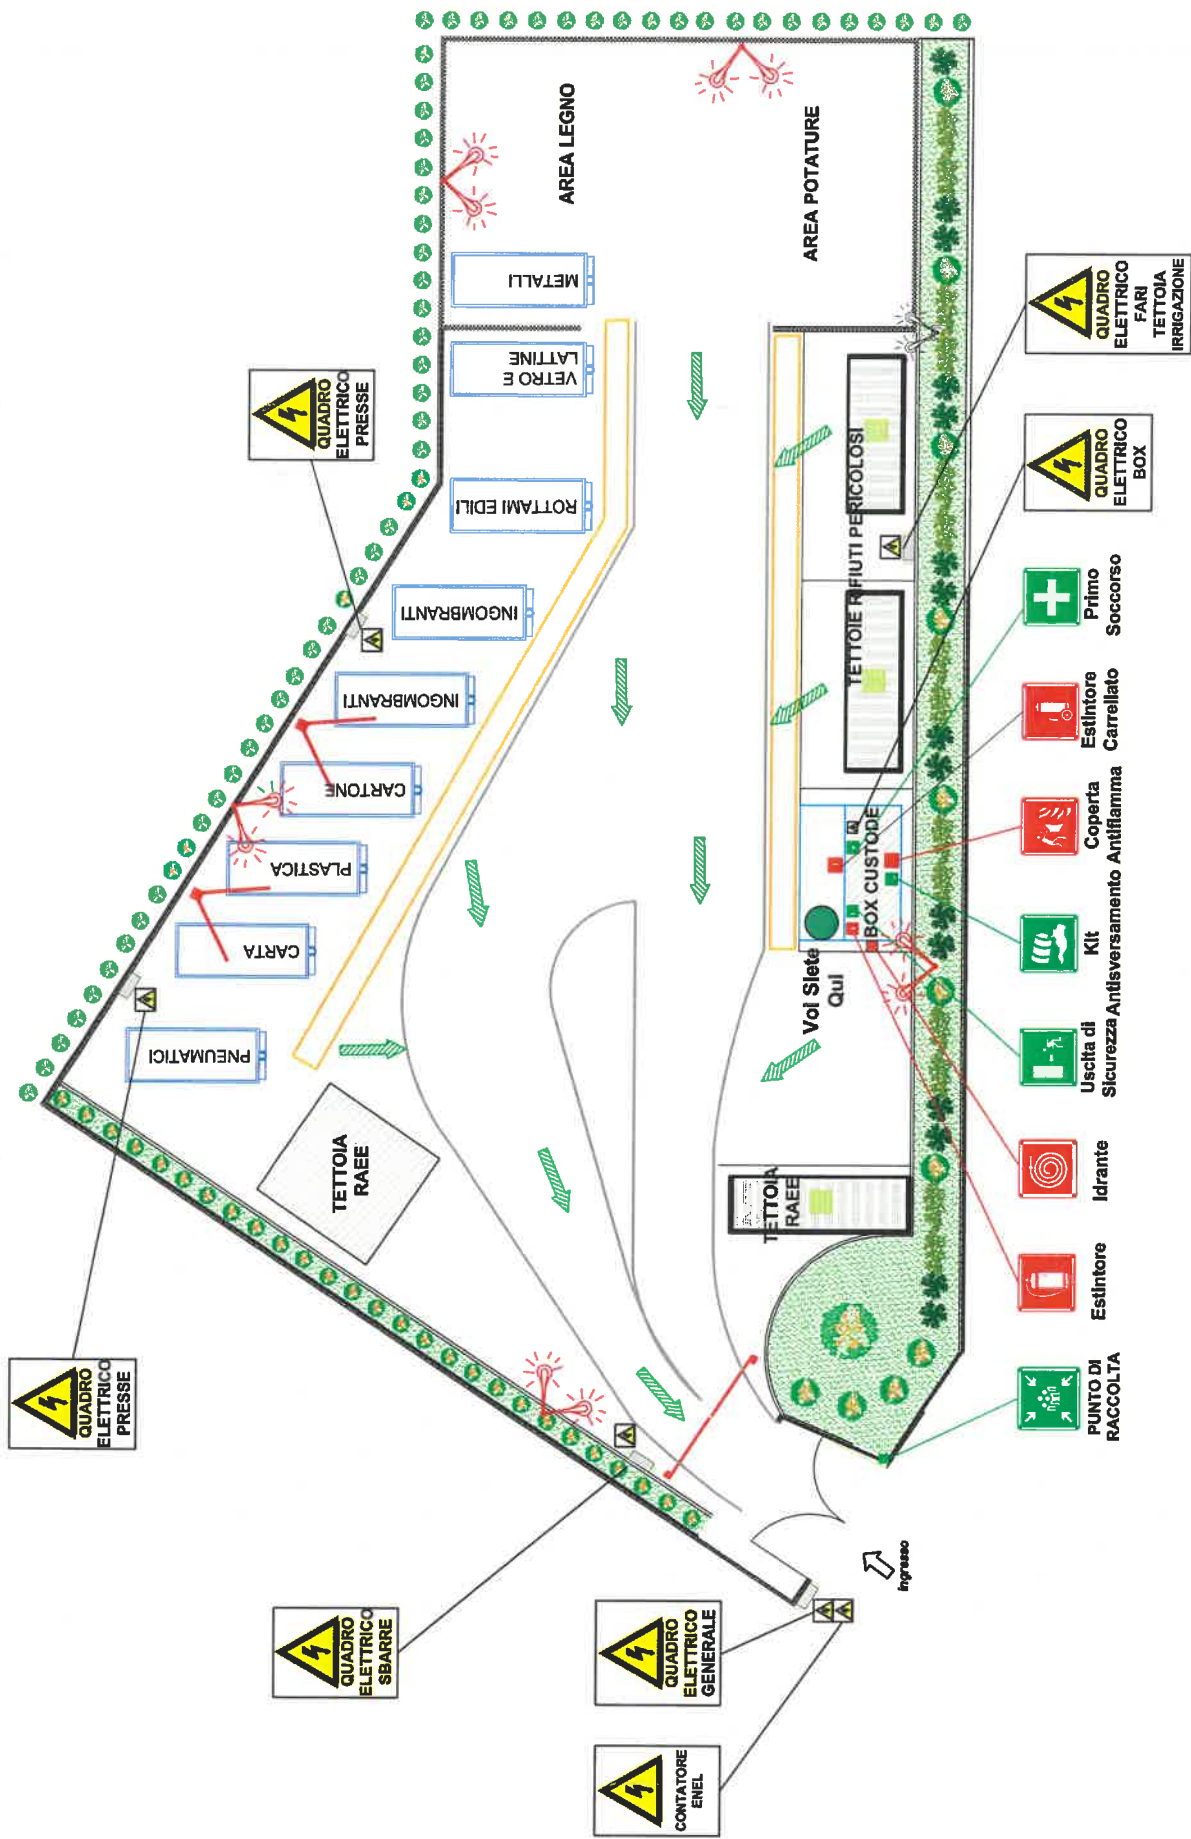 QUADRO
ELETTRICO
PRESSE
QUADRO
ELETTRICO
PRESSE
QUADRO
ELETTRICO
SBARRE
QUADRO
ELETTRICO
GENERALE
CONTATORE
ENEL
PNEUMATICI
CARTA
PLASTICA
CARTONE
INGOMBRANTI
INGOMBRANTI
ROTTAMI EDILI
VETRO E
LATTINE
METALLI
AREA LEGNO
AREA POTATURE
TETTOIA
RAEE
TETTOIA
RAEE
Voi Siete
Qui
BOX CUSTODE
TETTOIE RIFIUTI PERICOLOSI
Ingresso
PUNTO DI
RACCOLTA
Estintore
Idrante
Uscita di
Sicurezza
Kit
Antisversamento
Coperta
Antifiamma
Estintore
Carrellato
Primo
Soccorso
QUADRO
ELETTRICO
BOX
QUADRO
ELETTRICO
FARI
TETTOIA
IRRIGAZIONE